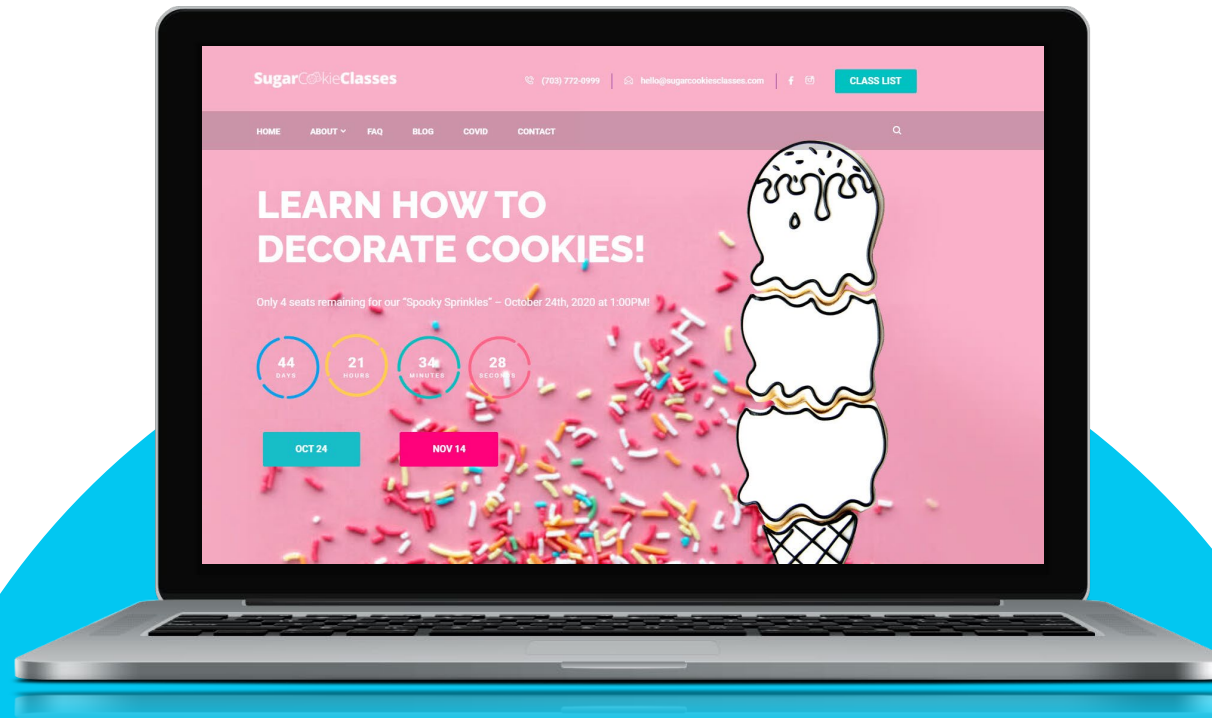 SugarCookieClasses
(703) 772-0999
hello@sugarcookiesclasses.com
CLASS LIST
HOME ABOUT FAQ BLOG COVID CONTACT
LEARN HOW TO
DECORATE COOKIES!
Only 4 seats remaining for our "Spooky Sprinkles" – October 24th, 2020 at 1:00PM!
44 21 34 28
DAYS HOURS MINUTES SECONDS
OCT 24 NOV 14